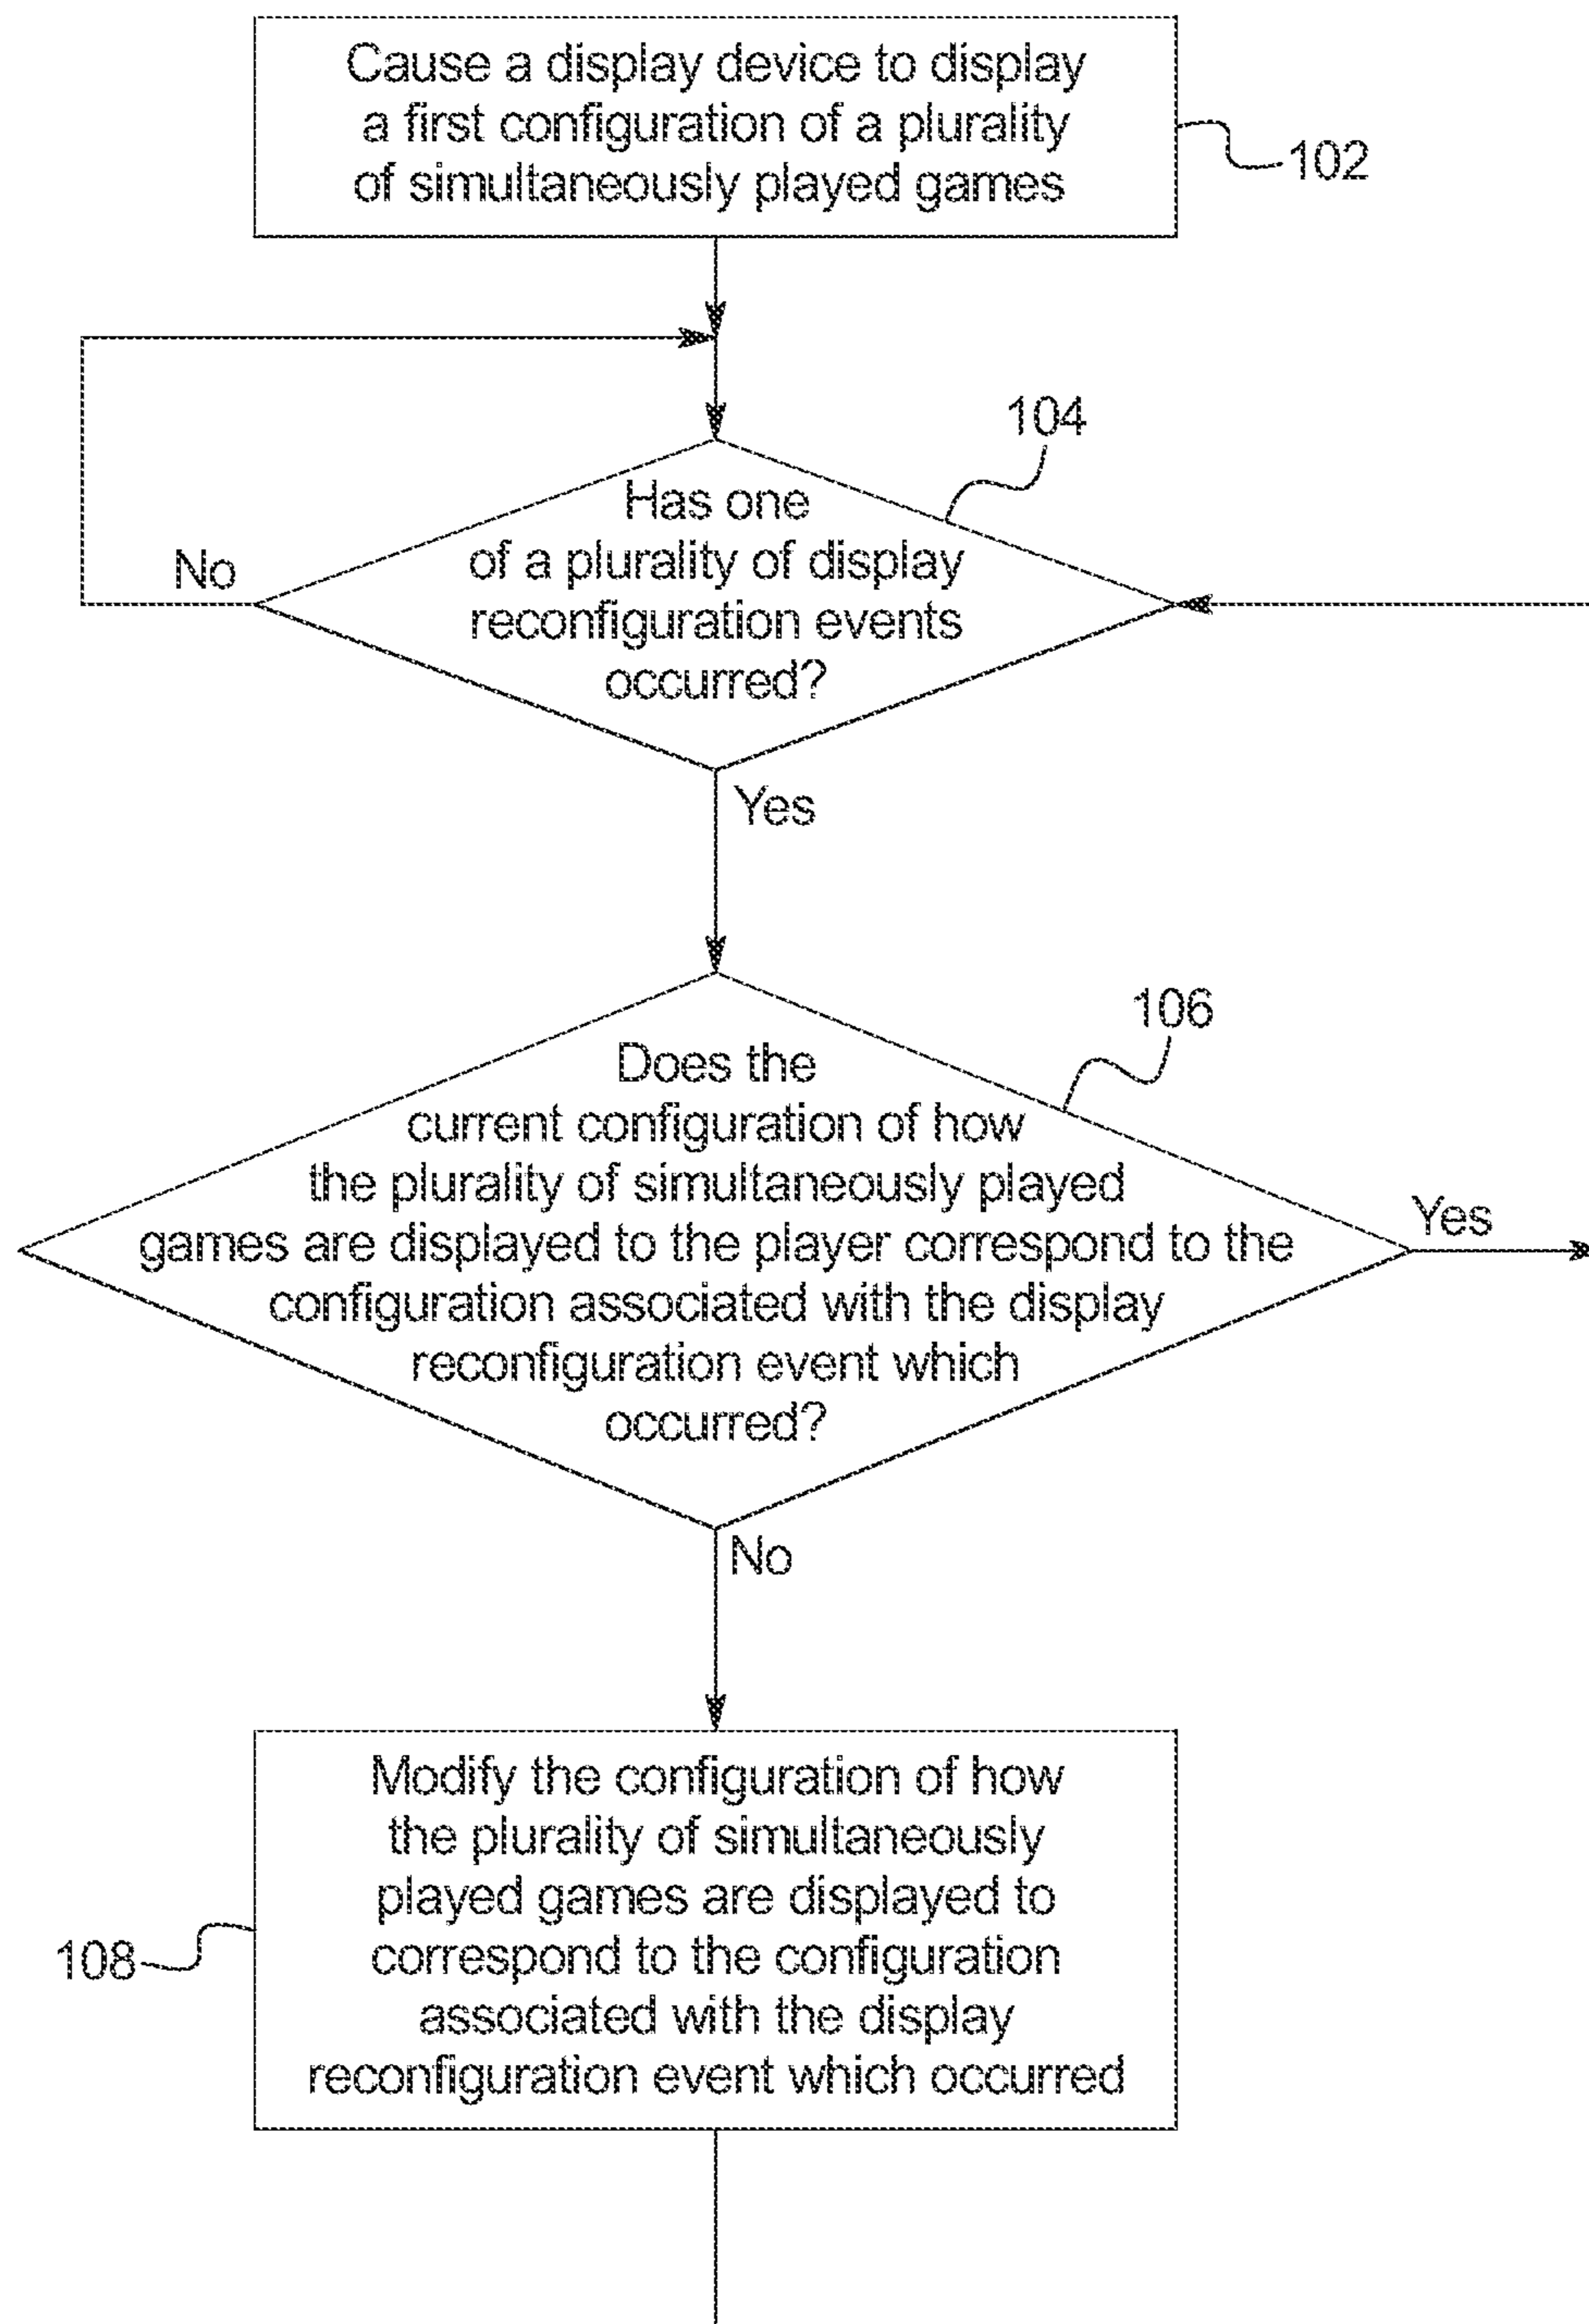 Cause a display device to display
a first configuration of a plurality
of simultaneously played games
102
104
Has one
of a plurality of display
reconfiguration events
occurred?
No
Yes
106
Does the
current configuration of how
the plurality of simultaneously played
games are displayed to the player correspond to the
configuration associated with the display
reconfiguration event which
occurred?
Yes
No
Modify the configuration of how
the plurality of simultaneously
played games are displayed to
correspond to the configuration
associated with the display
reconfiguration event which occurred
108